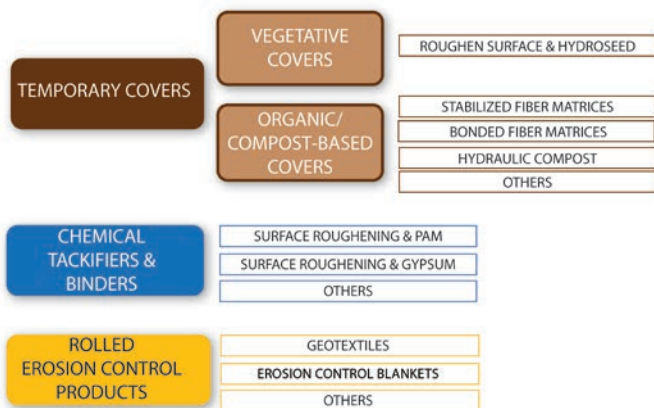 TEMPORARY COVERS
VEGETATIVE
COVERS
ROUGHEN SURFACE & HYDROSEED
ORGANIC/
COMPOST-BASED
COVERS
STABILIZED FIBER MATRICES
BONDED FIBER MATRICES
HYDRAULIC COMPOST
OTHERS
CHEMICAL
TACKIFIERS &
BINDERS
SURFACE ROUGHENING & PAM
SURFACE ROUGHENING & GYPSUM
OTHERS
ROLLED
EROSION CONTROL
PRODUCTS
GEOTEXTILES
EROSION CONTROL BLANKETS
OTHERS